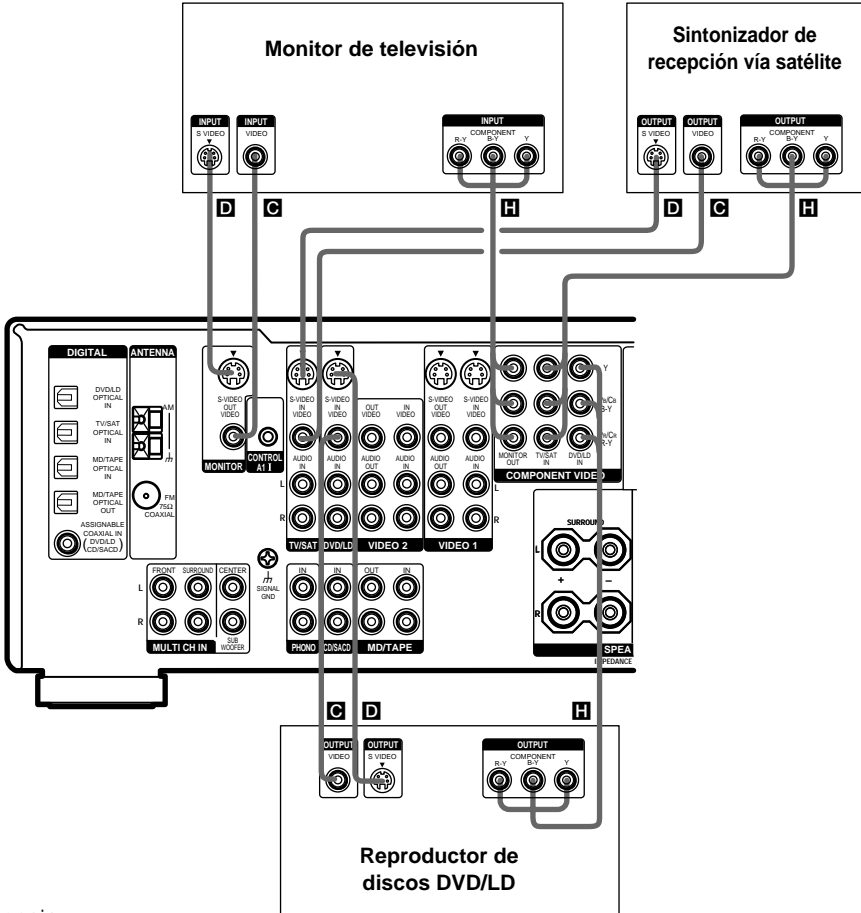 Monitor de televisión
Sintonizador de
recepción vía satélite
INPUT
S VIDEO
INPUT
VIDEO
INPUT
COMPONENT
R-Y B-Y Y
OUTPUT
S VIDEO
OUTPUT
VIDEO
OUTPUT
COMPONENT
R-Y B-Y Y
D
C
H
D
C
H
DIGITAL
DVD/LD
OPTICAL
IN
TV/SAT
OPTICAL
IN
MD/TAPE
OPTICAL
IN
MD/TAPE
OPTICAL
OUT
ASSIGNABLE
COAXIAL IN
(DVD/LD
CD/SACD)
ANTENNA
AM
FM
75Ω
COAXIAL
S-VIDEO
OUT
VIDEO
MONITOR
CONTROL
A1 I
S-VIDEO
IN
VIDEO
S-VIDEO
IN
VIDEO
OUT
VIDEO
IN
VIDEO
S-VIDEO
OUT
VIDEO
S-VIDEO
IN
VIDEO
AUDIO
IN
AUDIO
IN
AUDIO
OUT
AUDIO
IN
AUDIO
OUT
AUDIO
IN
L
R
L
R
TV/SAT
DVD/LD
VIDEO 2
VIDEO 1
Y
B-Y
R-Y
MONITOR
OUT
TV/SAT
IN
DVD/LD
IN
COMPONENT VIDEO
FRONT
SURROUND
CENTER
L
R
MULTI CH IN
SUB
WOOFER
SIGNAL
GND
IN
IN
OUT
IN
PHONO
CD/SACD
MD/TAPE
SURROUND
L
+
–
R
SPEA
IMPEDANCE
C
D
H
OUTPUT
VIDEO
OUTPUT
S VIDEO
OUTPUT
COMPONENT
R-Y B-Y Y
Reproductor de
discos DVD/LD